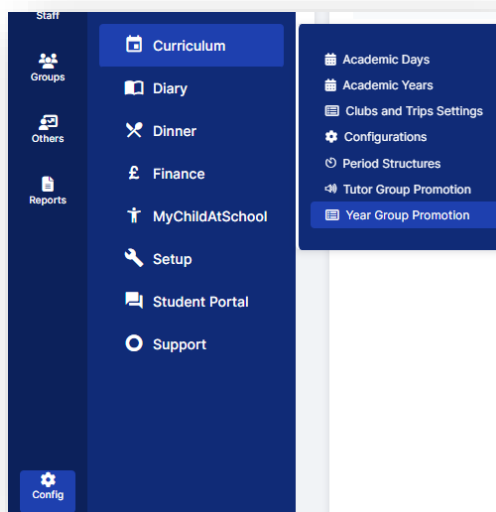 Staff
Groups
Others
Reports
Config
Curriculum
Diary
Dinner
£ Finance
MyChildAtSchool
Setup
Student Portal
Support
Academic Days
Academic Years
Clubs and Trips Settings
Configurations
Period Structures
Tutor Group Promotion
Year Group Promotion